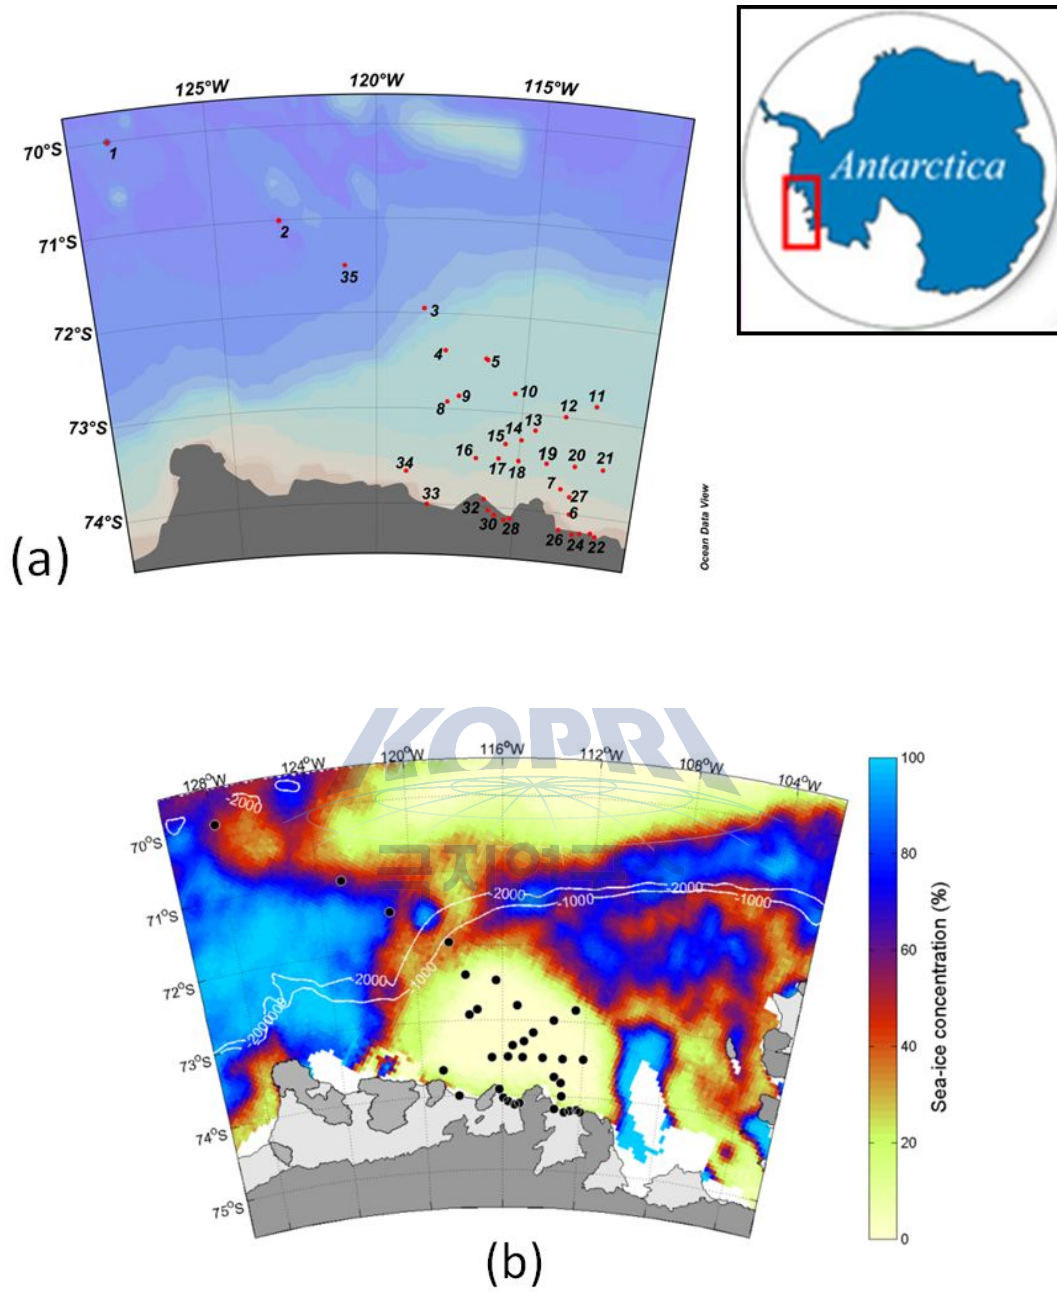 125°W 120°W 115°W
70°S
71°S
72°S
73°S
74°S
1
2
35
3
4
5
8
9
10
11
12
13
14
15
16
17
18
19
20
21
7
27
6
34
33
32
30
28
26
24
22
Ocean Data View
Antarctica
(a)
KOPRI
극지연구소
128°W 124°W 120°W 116°W 112°W 108°W 104°W
70°S
71°S
72°S
73°S
74°S
75°S
-2000
-2000
-2000
-1000
-1000
-2000
-1000
-2000
100
80
60
40
20
0
Sea-ice concentration (%)
(b)